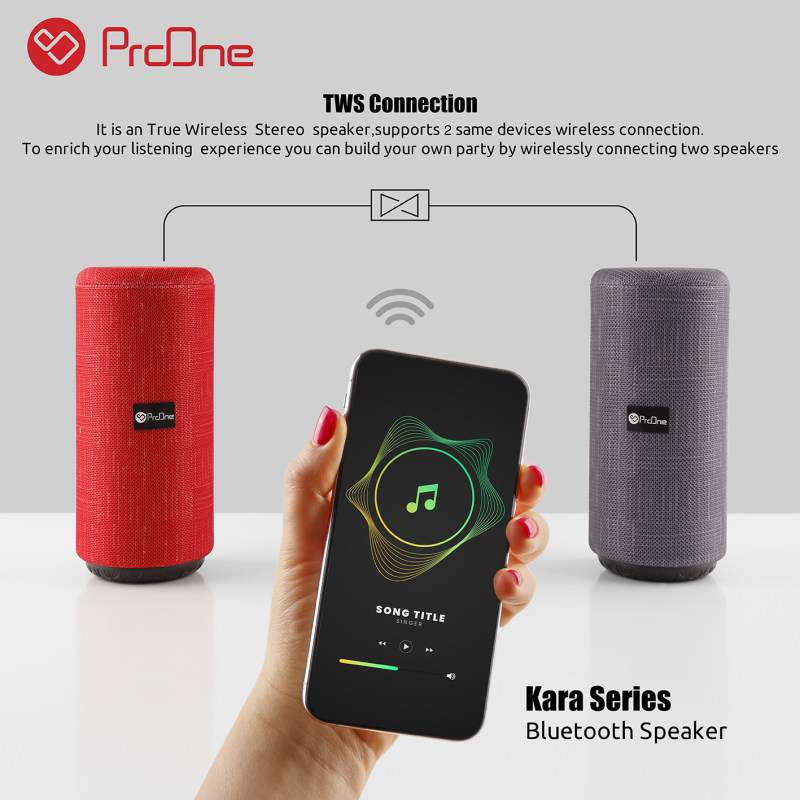 ProOne
TWS Connection
It is an True Wireless Stereo speaker,supports 2 same devices wireless connection.
To enrich your listening experience you can build your own party by wirelessly connecting two speakers
ProOne
ProOne
SONG TITLE
SINGER
Kara Series
Bluetooth Speaker